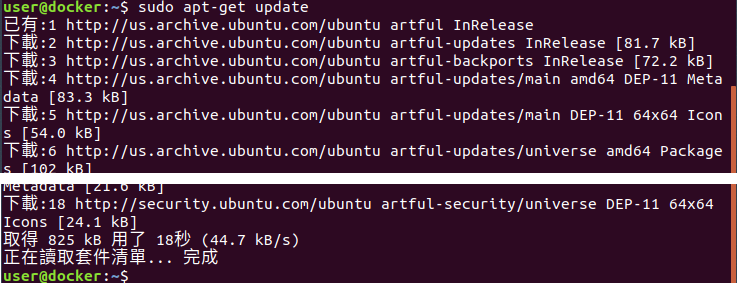 user@docker:~$ sudo apt-get update
已有:1 http://us.archive.ubuntu.com/ubuntu artful InRelease
下載:2 http://us.archive.ubuntu.com/ubuntu artful-updates InRelease [81.7 kB]
下載:3 http://us.archive.ubuntu.com/ubuntu artful-backports InRelease [72.2 kB]
下載:4 http://us.archive.ubuntu.com/ubuntu artful-updates/main amd64 DEP-11 Meta
data [83.3 kB]
下載:5 http://us.archive.ubuntu.com/ubuntu artful-updates/main DEP-11 64x64 Icon
s [54.0 kB]
下載:6 http://us.archive.ubuntu.com/ubuntu artful-updates/universe amd64 Package
s [102 kB]
Metadata [21.6 kB]
下載:18 http://security.ubuntu.com/ubuntu artful-security/universe DEP-11 64x64
Icons [24.1 kB]
取得 825 kB 用了 18秒 (44.7 kB/s)
正在讀取套件清單... 完成
user@docker:~$